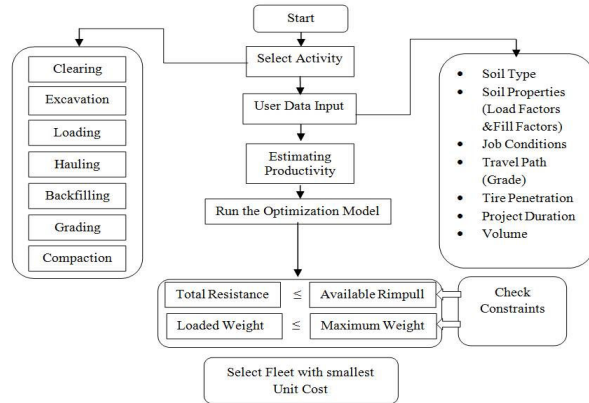 Start
Select Activity
User Data Input
Estimating
Productivity
Run the Optimization Model
Clearing
Excavation
Loading
Hauling
Backfilling
Grading
Compaction
• Soil Type
• Soil Properties
(Load Factors
&Fill Factors)
• Job Conditions
• Travel Path
(Grade)
• Tire Penetration
• Project Duration
• Volume
Total Resistance ≤ Available Rimpull
Loaded Weight ≤ Maximum Weight
Check
Constraints
Select Fleet with smallest
Unit Cost